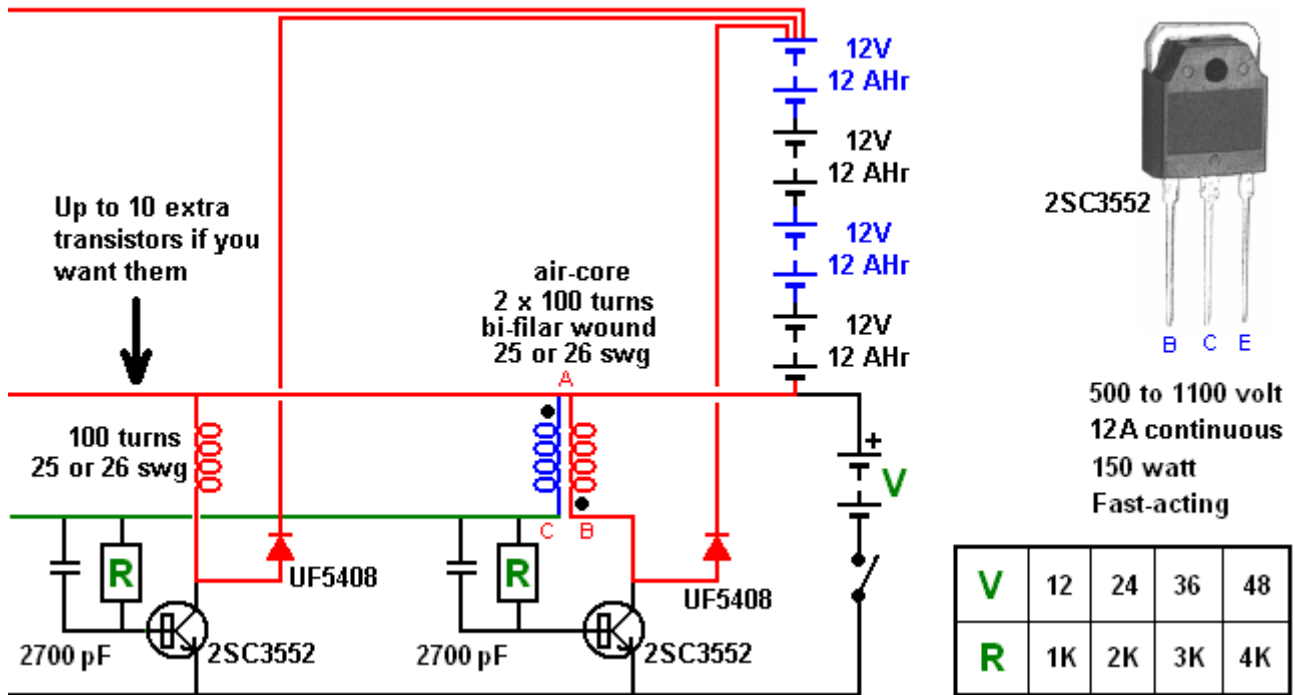 12V
12 AHr
12V
12 AHr
12V
12 AHr
12V
12 AHr
Up to 10 extra
transistors if you
want them
air-core
2 x 100 turns
bi-filar wound
25 or 26 swg
A
100 turns
25 or 26 swg
+
V
C B
R
UF5408
R
UF5408
2700 pF
2SC3552
2700 pF
2SC3552
2SC3552
B C E
500 to 1100 volt
12A continuous
150 watt
Fast-acting
V 12 24 36 48
R 1K 2K 3K 4K